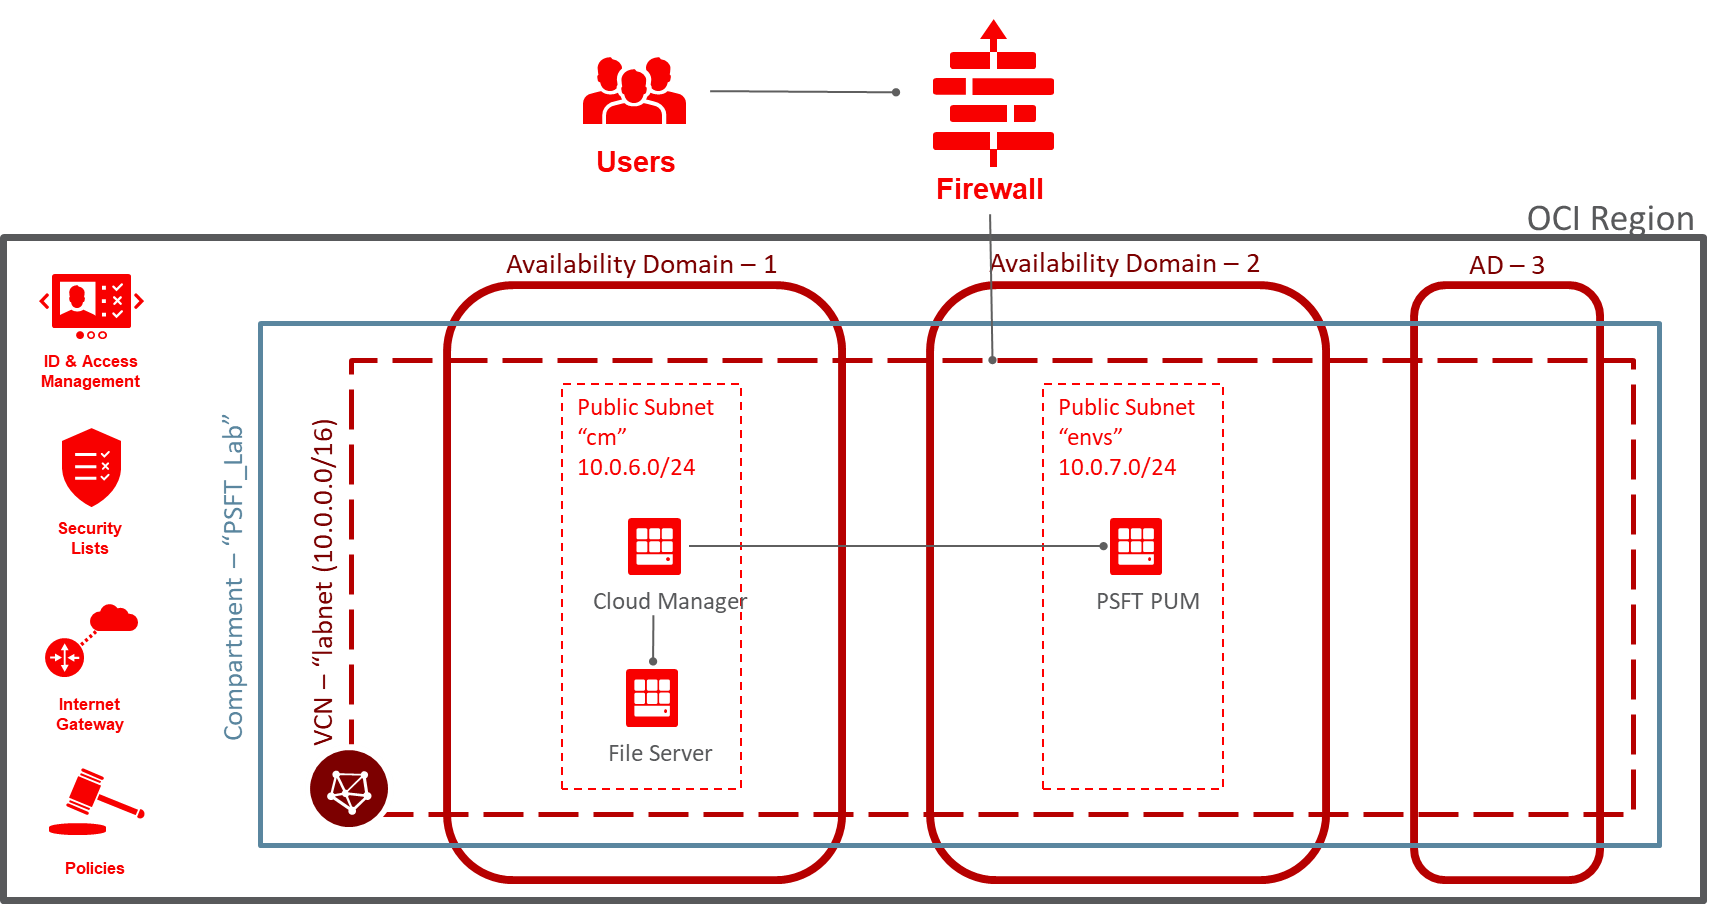 Users
Firewall
OCI Region
Availability Domain – 1
Availability Domain – 2
AD – 3
ID & Access
Management
Security
Lists
Internet
Gateway
Policies
Compartment – “PSFT_Lab”
VCN – “labnet (10.0.0.0/16)
Public Subnet
“cm”
10.0.6.0/24
Cloud Manager
File Server
Public Subnet
“envs”
10.0.7.0/24
PSFT PUM